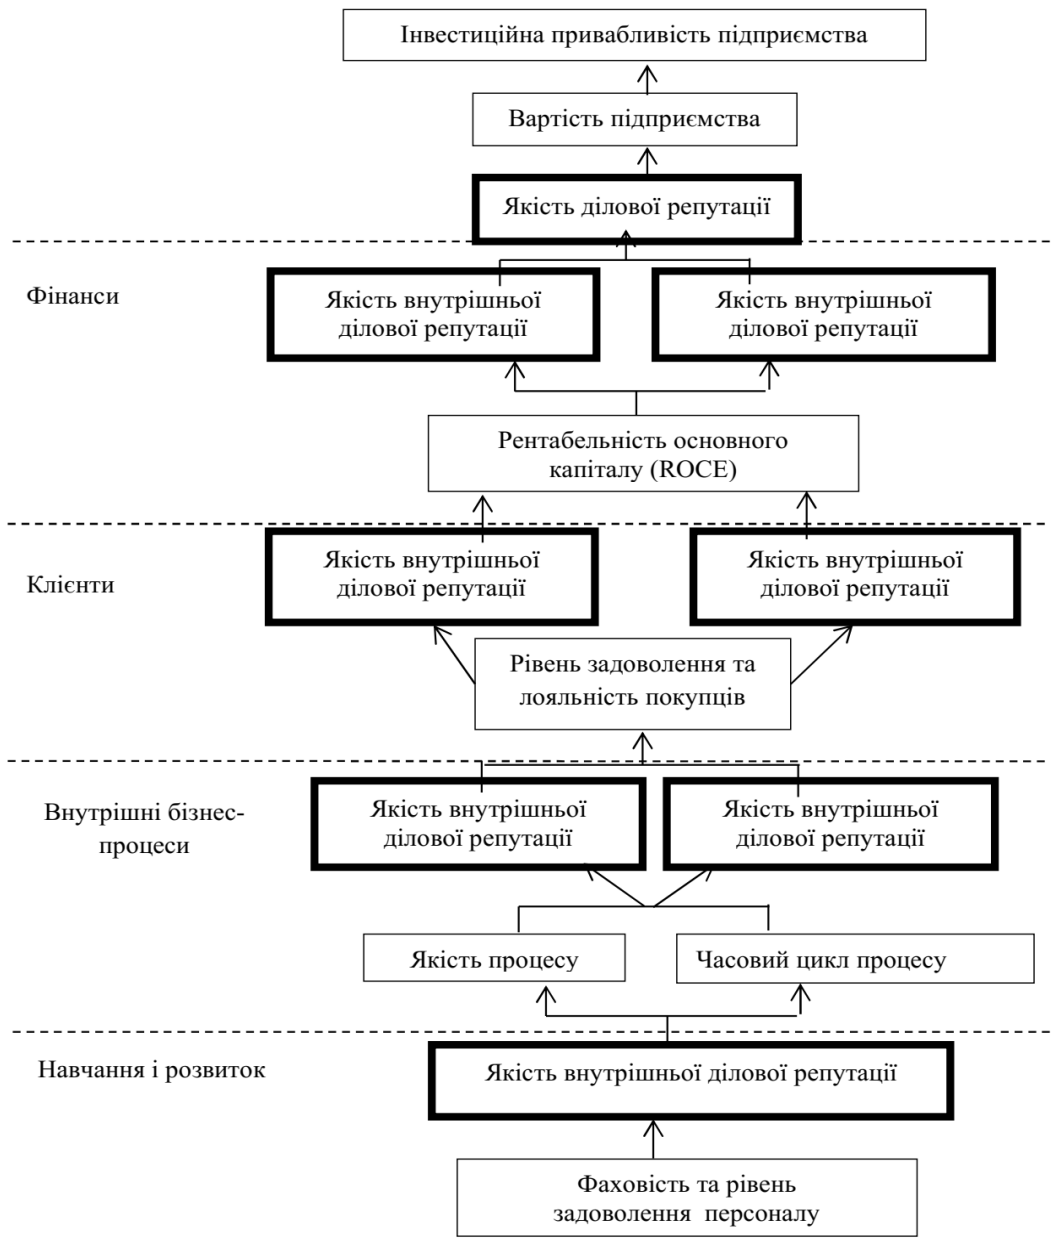 Інвестиційна привабливість підприємства
Вартість підприємства
Якість ділової репутації
Фінанси
Якість внутрішньої
ділової репутації
Якість внутрішньої
ділової репутації
Рентабельність основного
капіталу (ROCE)
Клієнти
Якість внутрішньої
ділової репутації
Якість внутрішньої
ділової репутації
Рівень задоволення та
лояльність покупців
Внутрішні бізнес-
процеси
Якість внутрішньої
ділової репутації
Якість внутрішньої
ділової репутації
Якість процесу
Часовий цикл процесу
Навчання і розвиток
Якість внутрішньої ділової репутації
Фаховість та рівень
задоволення персоналу